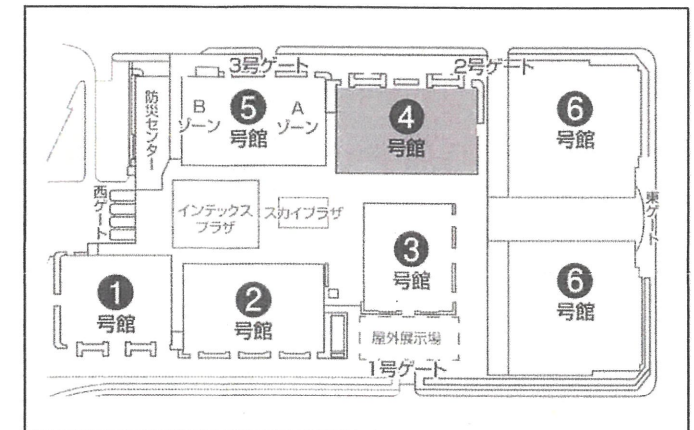 3号ゲート
2号ゲート
防災センター
B
ゾーン
5
号館
A
ゾーン
4
号館
6
号館
西ゲート
インデックス
プラザ
スカイプラザ
3
号館
東ゲート
1
号館
2
号館
6
号館
屋外展示場
1号ゲート